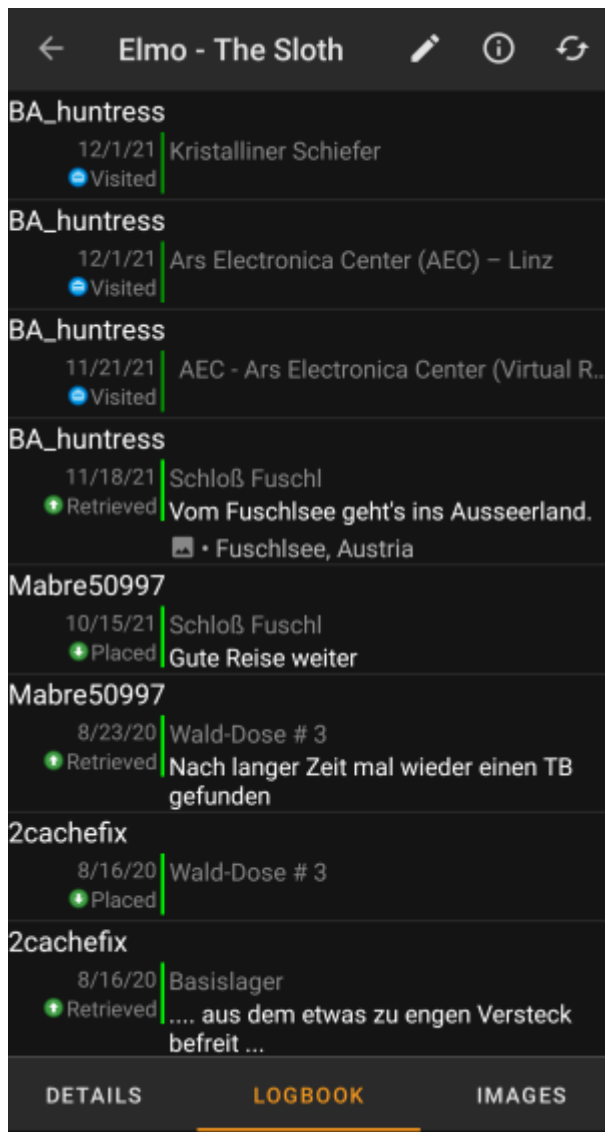 Elmo - The Sloth
BA_huntress
12/1/21 Kristalliner Schiefer
Visited
BA_huntress
12/1/21 Ars Electronica Center (AEC) – Linz
Visited
BA_huntress
11/21/21 AEC - Ars Electronica Center (Virtual R...
Visited
BA_huntress
11/18/21 Schloß Fuschl
Retrieved Vom Fuschlsee geht's ins Ausseerland.
• Fuschlsee, Austria
Mabre50997
10/15/21 Schloß Fuschl
Placed Gute Reise weiter
Mabre50997
8/23/20 Wald-Dose # 3
Retrieved Nach langer Zeit mal wieder einen TB
gefunden
2cachefix
8/16/20 Wald-Dose # 3
Placed
2cachefix
8/16/20 Basislager
Retrieved .... aus dem etwas zu engen Versteck
befreit ...
DETAILS LOGBOOK IMAGES